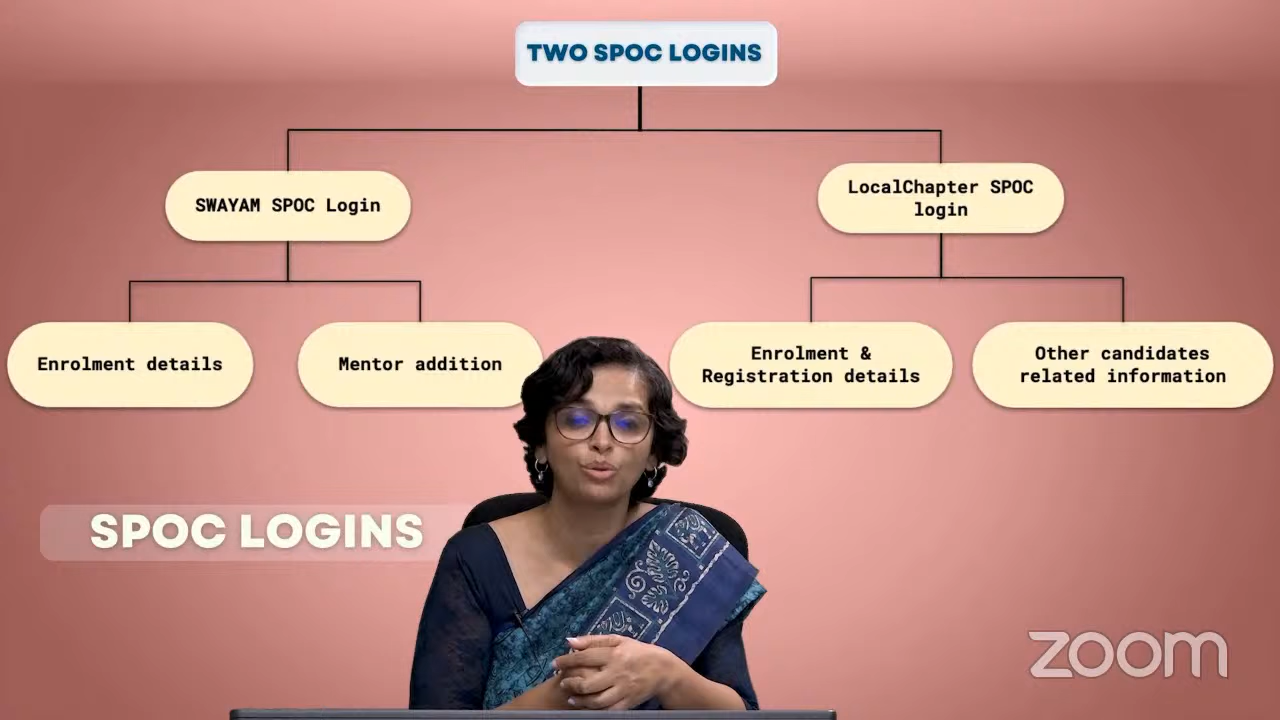 TWO SPOC LOGINS
SWAYAM SPOC Login
LocalChapter SPOC
login
Enrolment details
Mentor addition
Enrolment &
Registration details
Other candidates
related information
SPOC LOGINS
zoom